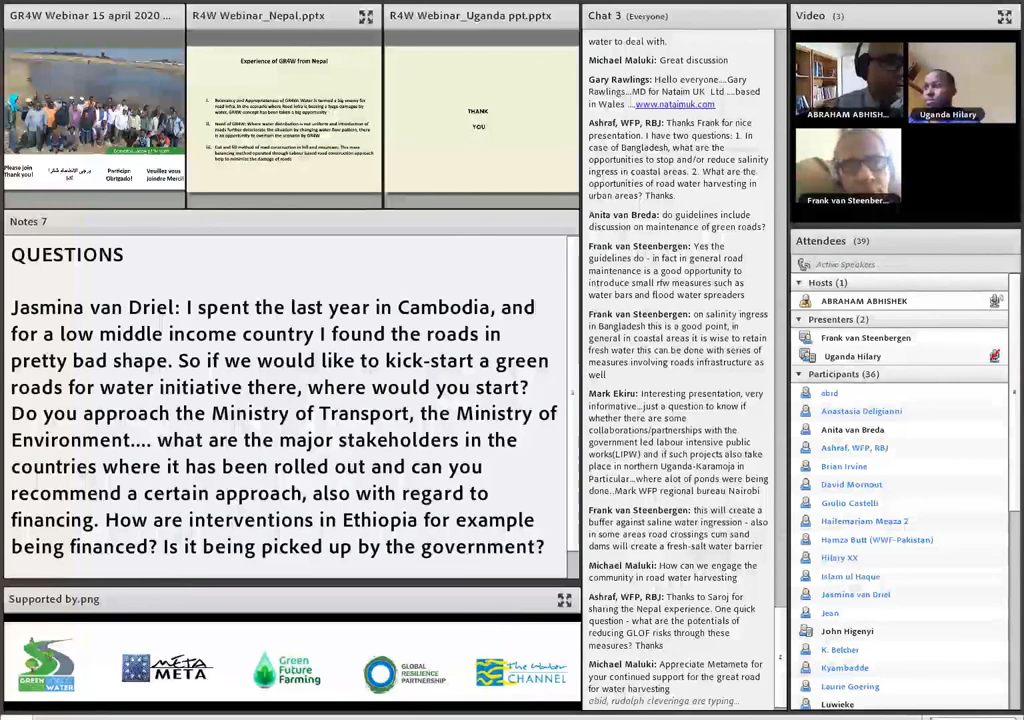 GR4W Webinar 15 april 2020 ...
Please join
Thank you!
Particpn
Obrigado!
Veuillez vous
Joindre Merci!
R4W Webinar_Nepal.pptx
Experience of GR4W from Nepal
R4W Webinar_Uganda ppt.pptx
THANK
YOU
Notes 7
QUESTIONS
Jasmina van Driel: I spent the last year in Cambodia, and
for a low middle income country I found the roads in
pretty bad shape. So if we would like to kick-start a green
roads for water initiative there, where would you start?
Do you approach the Ministry of Transport, the Ministry of
Environment.... what are the major stakeholders in the
countries where it has been rolled out and can you
recommend a certain approach, also with regard to
financing. How are interventions in Ethiopia for example
being financed? Is it being picked up by the government?
Supported by.png
GREEN
WATER
META
META
Green
Future
Farming
GLOBAL
RESILIENCE
PARTNERSHIP
The Water
CHANNEL
Chat 3 (Everyone)
water to deal with.
Michael Maluki: Great discussion
Gary Rawlings: Hello everyone....Gary
Rawlings...MD for Nataim UK Ltd ....based
in Wales ....www.nataimuk.com
Ashraf, WFP, RBJ: Thanks Frank for nice
presentation. I have two questions: 1. In
case of Bangladesh, what are the
opportunities to stop and/or reduce salinity
ingress in coastal areas. 2. What are the
opportunities of road water harvesting in
urban areas? Thanks.
Anita van Breda: do guidelines include
discussion on maintenance of green roads?
Frank van Steenbergen: Yes the
guidelines do - in fact in general road
maintenance is a good opportunity to
introduce small rfw measures such as
water bars and flood water spreaders
Frank van Steenbergen: on salinity ingress
in Bangladesh this is a good point, in
general in coastal areas it is wise to retain
fresh water this can be done with series of
measures involving roads infrastructure as
well
Mark Ekiru: Interesting presentation, very
informative...just a question to know if
whether there are some
collaborations/partnerships with the
government led labour intensive public
works(LIPW) and if such projects also take
place in northern Uganda-Karamoja in
Particular...where alot of ponds were being
done..Mark WFP regional bureau Nairobi
Frank van Steenbergen: this will create a
buffer against saline water ingression - also
in some areas road crossings cum sand
dams will create a fresh-salt water barrier
Michael Maluki: How can we engage the
community in road water harvesting
Ashraf, WFP, RBJ: Thanks to Saroj for
sharing the Nepal experience. One quick
question - what are the potentials of
reducing GLOF risks through these
measures? Thanks
Michael Maluki: Appreciate Metameta for
your continued support for the great road
for water harvesting
abid, rudolph cleveringa are typing...
Video (3)
ABRAHAM ABHISH...
Uganda Hilary
Frank van Steenber...
Attendees (39)
Active Speakers
Hosts (1)
ABRAHAM ABHISEK
Presenters (2)
Frank van Steenbergen
Uganda Hilary
Participants (36)
abid
Anastasia Deligianni
Anita van Breda
Ashraf, WFP, RBJ
Brian Irvine
David Mornout
Giulio Castelli
Hailemariam Meaza 2
Hamza Butt (WWF-Pakistan)
Hilary XX
Islam ul Haque
Jasmina van Driel
Jean
John Higenyi
K. Belcher
Kyambadde
Laurie Goering
Luwieke